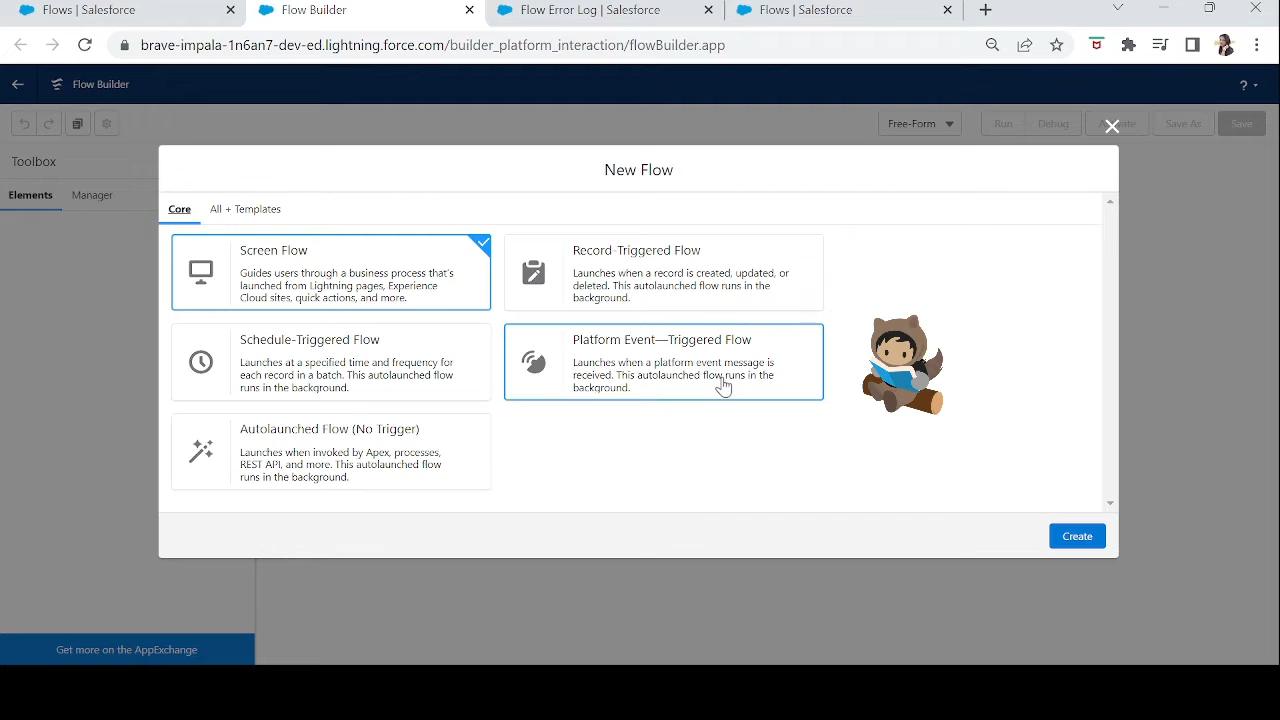 Flows | Salesforce
Flow Builder
Flow Error Log | Salesforce
Flows | Salesforce
brave-impala-1n6an7-dev-ed.lightning.force.com/builder_platform_interaction/flowBuilder.app
Flow Builder
?
Free-Form
Run
Debug
Activate
Save As
Save
Toolbox
Elements
Manager
New Flow
Core
All + Templates
Screen Flow
Guides users through a business process that's
launched from Lightning pages, Experience
Cloud sites, quick actions, and more.
Record-Triggered Flow
Launches when a record is created, updated, or
deleted. This autolaunched flow runs in the
background.
Schedule-Triggered Flow
Launches at a specified time and frequency for
each record in a batch. This autolaunched flow
runs in the background.
Platform Event—Triggered Flow
Launches when a platform event message is
received. This autolaunched flow runs in the
background.
Autolaunched Flow (No Trigger)
Launches when invoked by Apex, processes,
REST API, and more. This autolaunched flow
runs in the background.
Create
Get more on the AppExchange